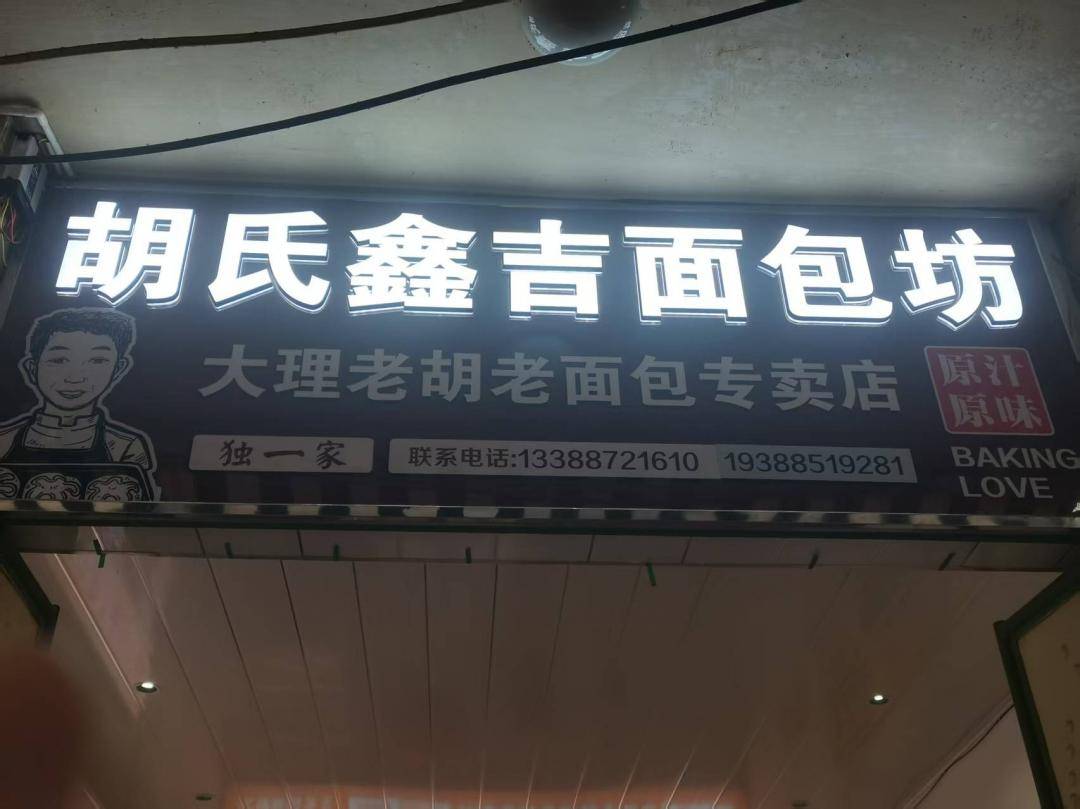 胡氏鑫吉面包坊
大理老胡老面包专卖店
原汁
原味
独一家
联系电话:13388721610 19388519281
BAKING
LOVE